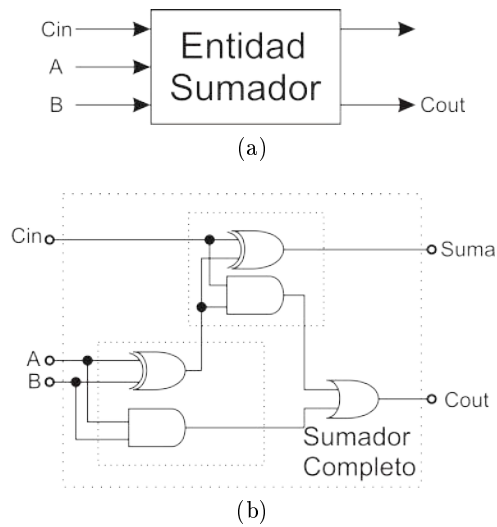 Cin
A
B
Entidad
Sumador
Cout
(a)
Cin
Suma
A
B
Cout
Sumador
Completo
(b)